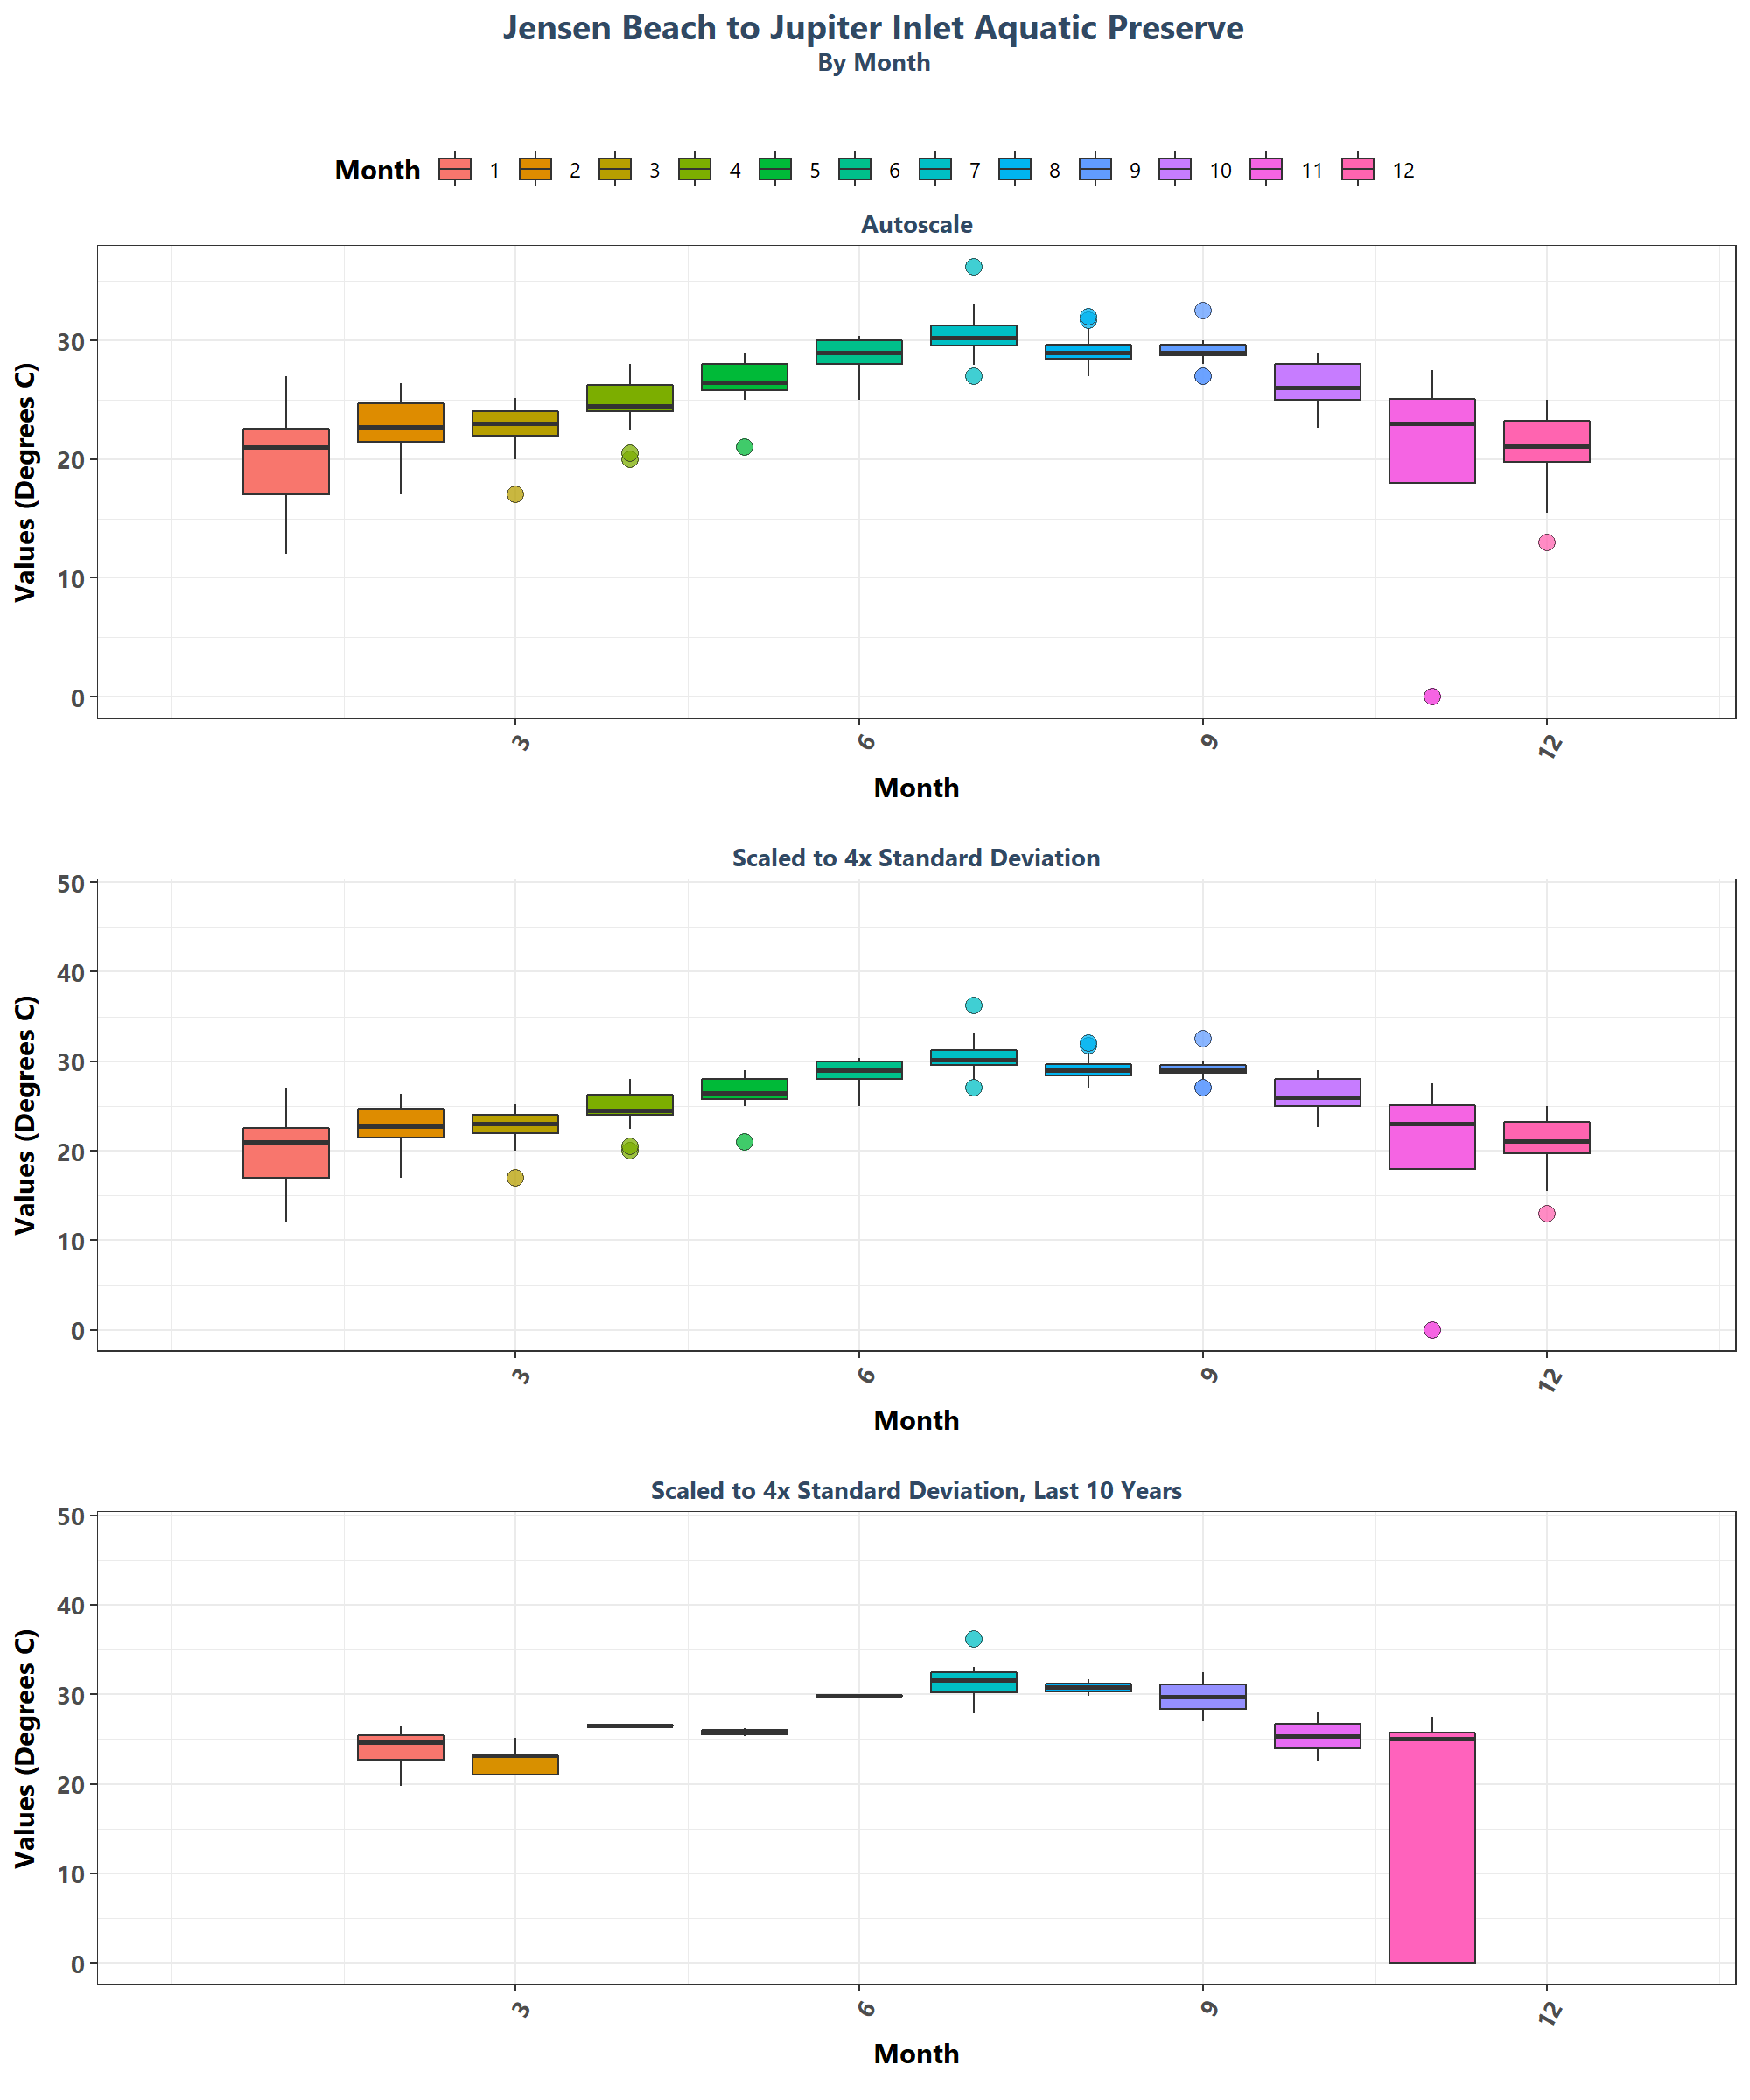 Jensen Beach to Jupiter Inlet Aquatic Preserve
By Month
Month 1 2 3 4 5 6 7 8 9 10 11 12
Autoscale
Values (Degrees C)
30
20
10
0
3 6 9 12
Month
Scaled to 4x Standard Deviation
Values (Degrees C)
50
40
30
20
10
0
3 6 9 12
Month
Scaled to 4x Standard Deviation, Last 10 Years
Values (Degrees C)
50
40
30
20
10
0
3 6 9 12
Month